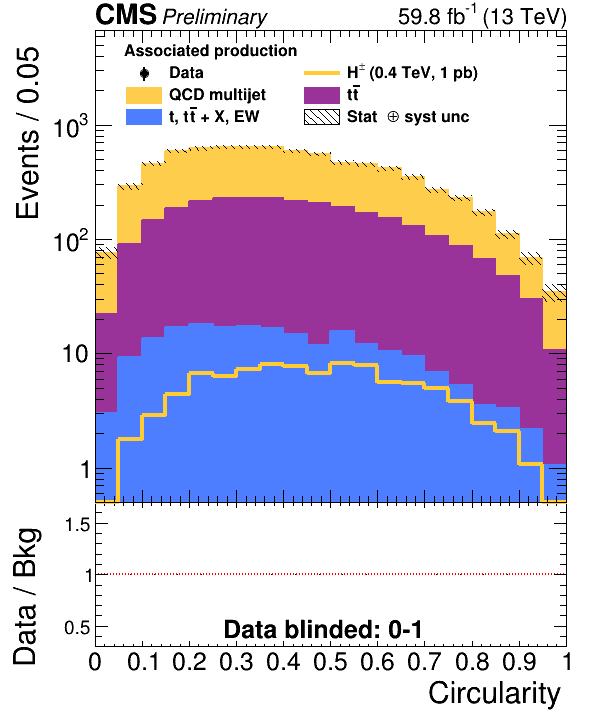 CMS Preliminary 59.8 fb-1 (13 TeV)
Associated production
Data
H± (0.4 TeV, 1 pb)
QCD multijet
tt̄
t, tt̄ + X, EW
Stat ⊕ syst unc
Events / 0.05
10³
10²
10
1
Data / Bkg
1.5
1
0.5
Data blinded: 0-1
0 0.1 0.2 0.3 0.4 0.5 0.6 0.7 0.8 0.9 1
Circularity